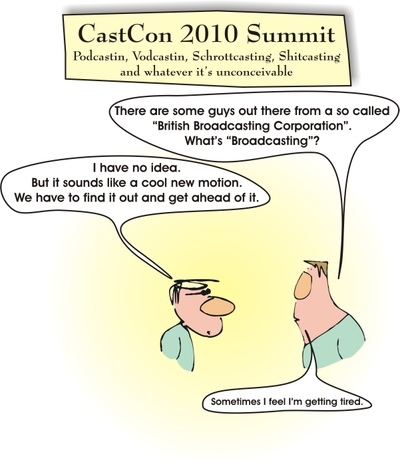 CastCon 2010 Summit
Podcastin, Vodcastin, Schrottcasting, Shitcasting
and whatever it's unconceivable
There are some guys out there from a so called
"British Broadcasting Corporation".
What's "Broadcasting"?
I have no idea.
But it sounds like a cool new motion.
We have to find it out and get ahead of it.
Sometimes I feel I'm getting tired.